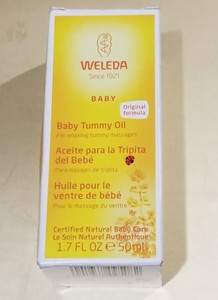 WELEDA
Since 1921
BABY
Original
formula
Baby Tummy Oil
For relaxing tummy massages
Aceite para la Tripita
del Bebé
Para masajes de tripita
Huile pour le
ventre de bébé
Pour le massage du ventre
Certified Natural Baby Care
Le Soin Naturel Authentique
1.7 FL OZ e 50 mL